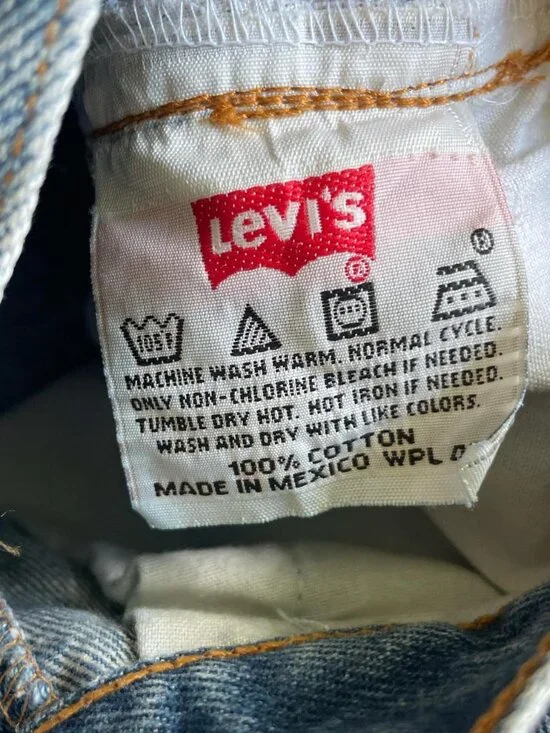 Levi's
®
105F
MACHINE WASH WARM. NORMAL CYCLE.
ONLY NON-CHLORINE BLEACH IF NEEDED.
TUMBLE DRY HOT. HOT IRON IF NEEDED.
WASH AND DRY WITH LIKE COLORS.
100% COTTON
MADE IN MEXICO WPL